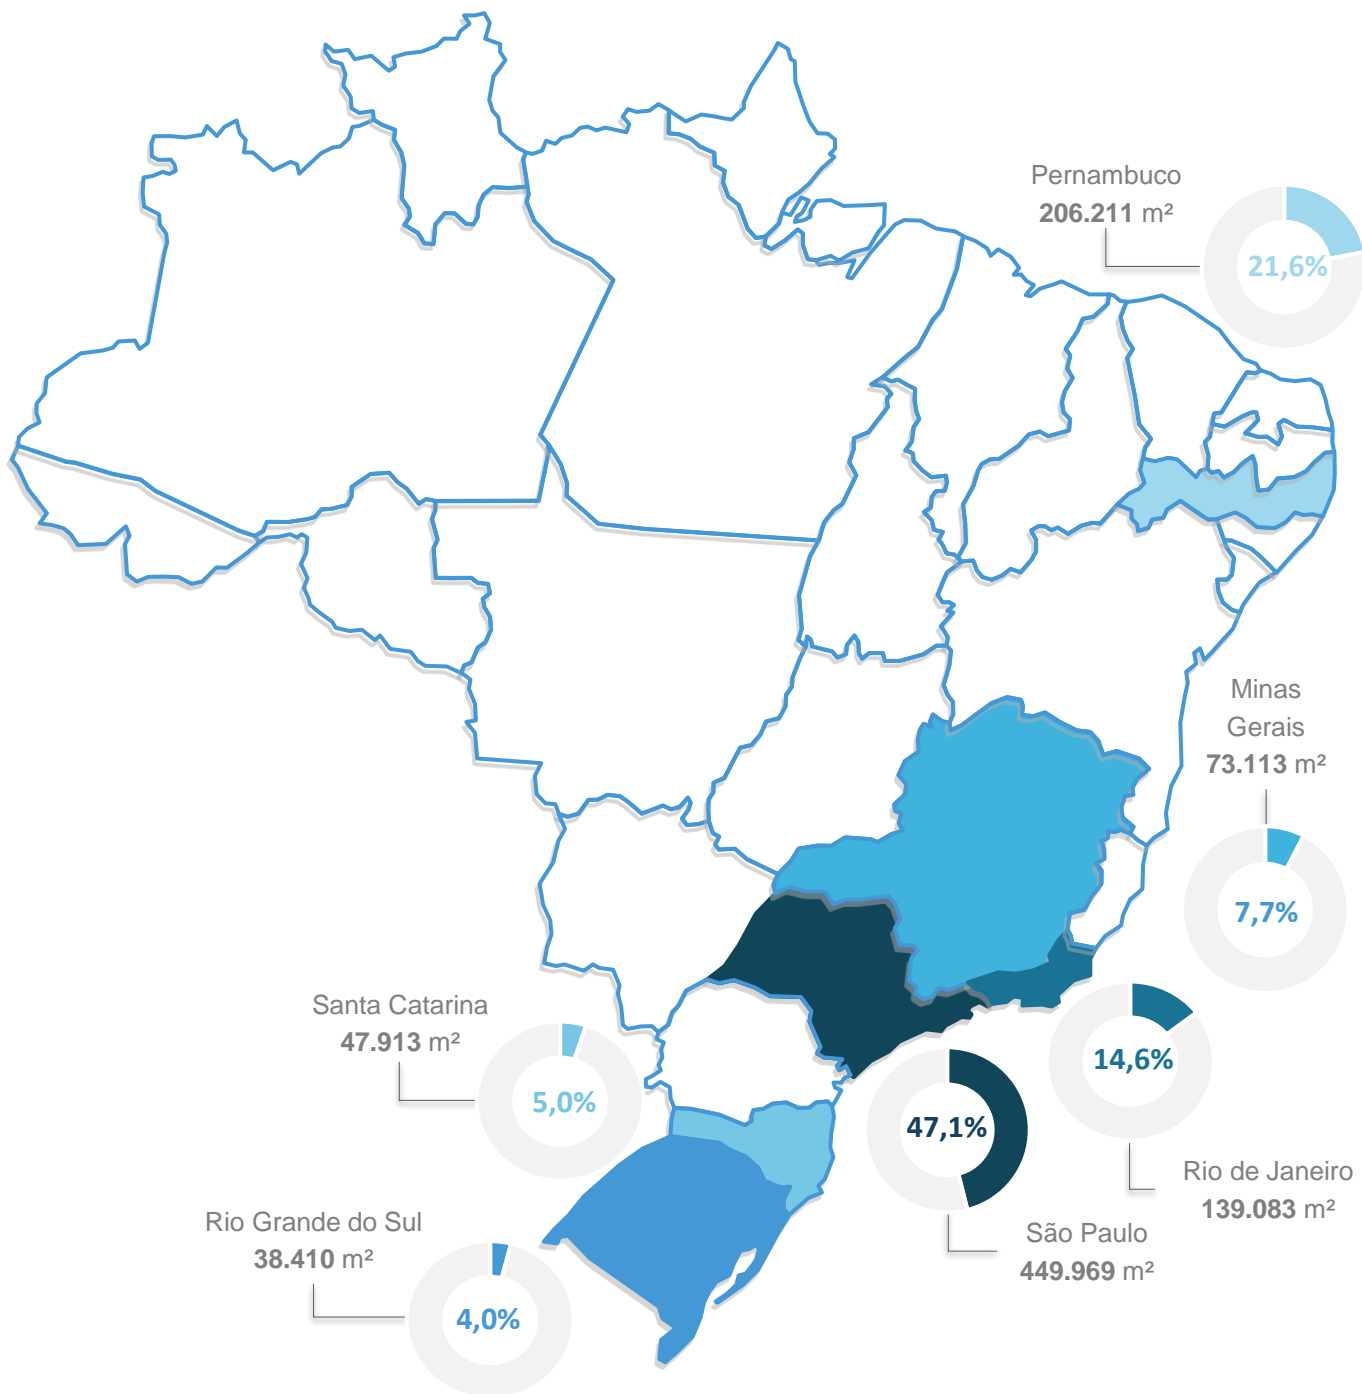 Pernambuco
206.211 m²
21,6%
Minas
Gerais
73.113 m²
7,7%
Santa Catarina
47.913 m²
5,0%
14,6%
47,1%
Rio de Janeiro
139.083 m²
Rio Grande do Sul
38.410 m²
São Paulo
449.969 m²
4,0%